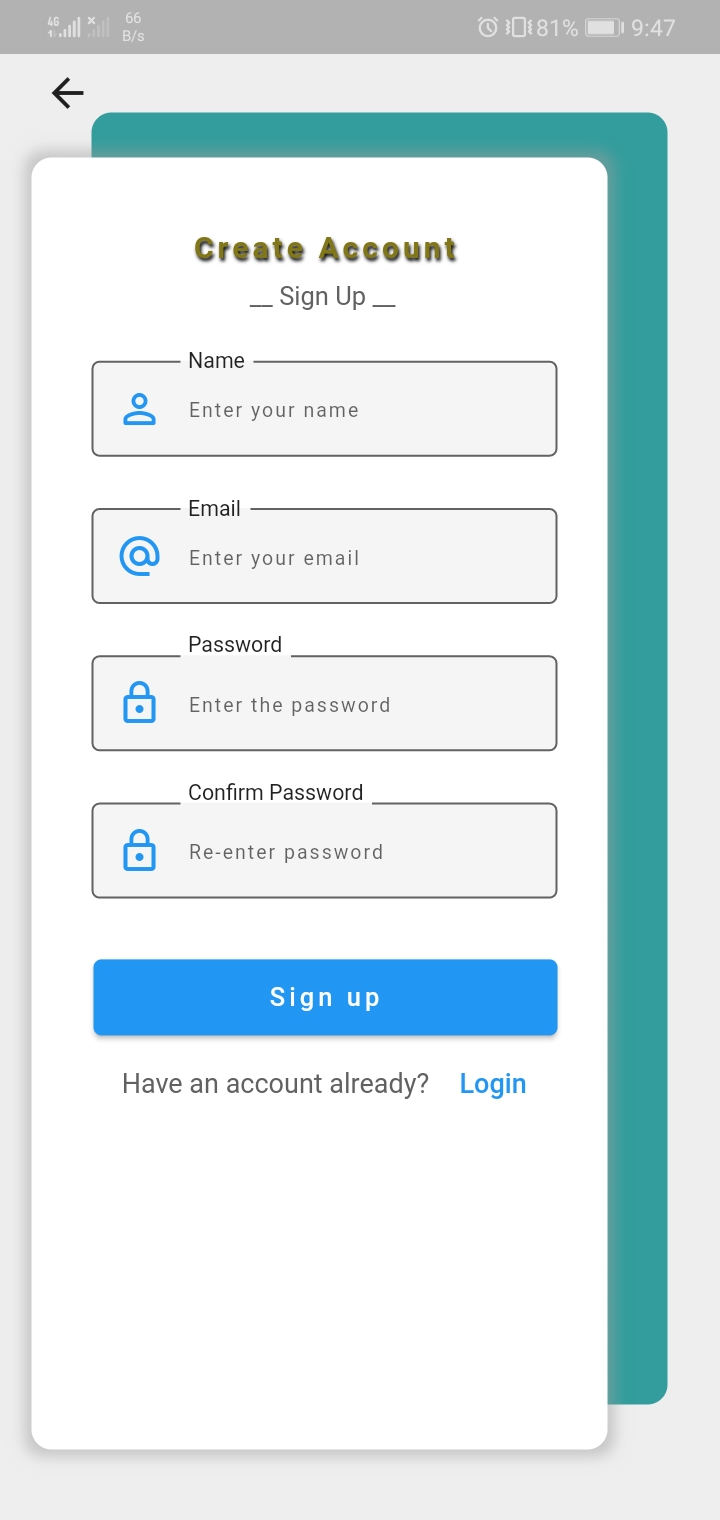 4G 66
B/s 81% 9:47
Create Account
__ Sign Up __
Name
Enter your name
Email
Enter your email
Password
Enter the password
Confirm Password
Re-enter password
Sign up
Have an account already? Login